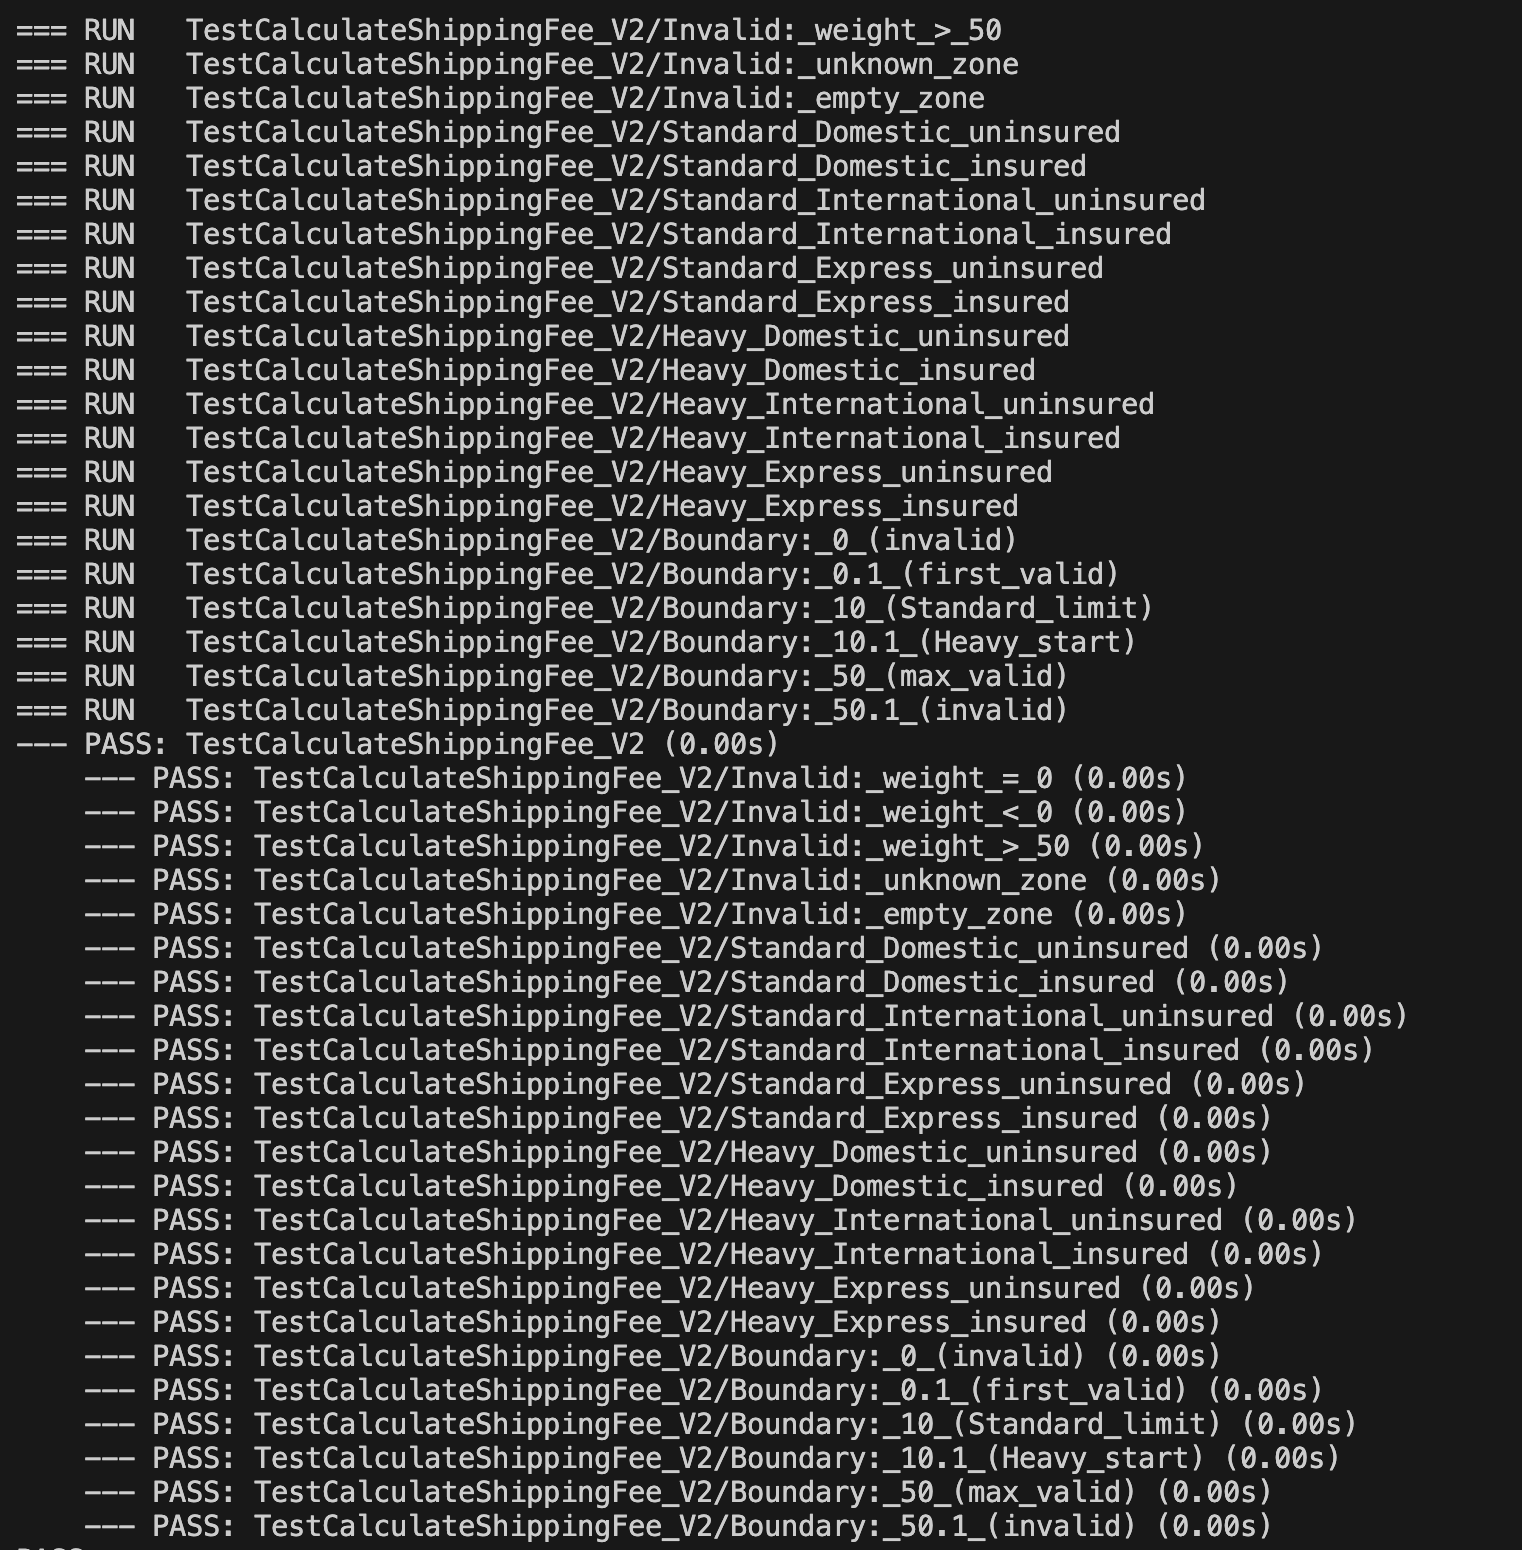 === RUN   TestCalculateShippingFee_V2/Invalid:_weight_>_50
=== RUN   TestCalculateShippingFee_V2/Invalid:_unknown_zone
=== RUN   TestCalculateShippingFee_V2/Invalid:_empty_zone
=== RUN   TestCalculateShippingFee_V2/Standard_Domestic_uninsured
=== RUN   TestCalculateShippingFee_V2/Standard_Domestic_insured
=== RUN   TestCalculateShippingFee_V2/Standard_International_uninsured
=== RUN   TestCalculateShippingFee_V2/Standard_International_insured
=== RUN   TestCalculateShippingFee_V2/Standard_Express_uninsured
=== RUN   TestCalculateShippingFee_V2/Standard_Express_insured
=== RUN   TestCalculateShippingFee_V2/Heavy_Domestic_uninsured
=== RUN   TestCalculateShippingFee_V2/Heavy_Domestic_insured
=== RUN   TestCalculateShippingFee_V2/Heavy_International_uninsured
=== RUN   TestCalculateShippingFee_V2/Heavy_International_insured
=== RUN   TestCalculateShippingFee_V2/Heavy_Express_uninsured
=== RUN   TestCalculateShippingFee_V2/Heavy_Express_insured
=== RUN   TestCalculateShippingFee_V2/Boundary:_0_(invalid)
=== RUN   TestCalculateShippingFee_V2/Boundary:_0.1_(first_valid)
=== RUN   TestCalculateShippingFee_V2/Boundary:_10_(Standard_limit)
=== RUN   TestCalculateShippingFee_V2/Boundary:_10.1_(Heavy_start)
=== RUN   TestCalculateShippingFee_V2/Boundary:_50_(max_valid)
=== RUN   TestCalculateShippingFee_V2/Boundary:_50.1_(invalid)
--- PASS: TestCalculateShippingFee_V2 (0.00s)
    --- PASS: TestCalculateShippingFee_V2/Invalid:_weight_=_0 (0.00s)
    --- PASS: TestCalculateShippingFee_V2/Invalid:_weight_<_0 (0.00s)
    --- PASS: TestCalculateShippingFee_V2/Invalid:_weight_>_50 (0.00s)
    --- PASS: TestCalculateShippingFee_V2/Invalid:_unknown_zone (0.00s)
    --- PASS: TestCalculateShippingFee_V2/Invalid:_empty_zone (0.00s)
    --- PASS: TestCalculateShippingFee_V2/Standard_Domestic_uninsured (0.00s)
    --- PASS: TestCalculateShippingFee_V2/Standard_Domestic_insured (0.00s)
    --- PASS: TestCalculateShippingFee_V2/Standard_International_uninsured (0.00s)
    --- PASS: TestCalculateShippingFee_V2/Standard_International_insured (0.00s)
    --- PASS: TestCalculateShippingFee_V2/Standard_Express_uninsured (0.00s)
    --- PASS: TestCalculateShippingFee_V2/Standard_Express_insured (0.00s)
    --- PASS: TestCalculateShippingFee_V2/Heavy_Domestic_uninsured (0.00s)
    --- PASS: TestCalculateShippingFee_V2/Heavy_Domestic_insured (0.00s)
    --- PASS: TestCalculateShippingFee_V2/Heavy_International_uninsured (0.00s)
    --- PASS: TestCalculateShippingFee_V2/Heavy_International_insured (0.00s)
    --- PASS: TestCalculateShippingFee_V2/Heavy_Express_uninsured (0.00s)
    --- PASS: TestCalculateShippingFee_V2/Heavy_Express_insured (0.00s)
    --- PASS: TestCalculateShippingFee_V2/Boundary:_0_(invalid) (0.00s)
    --- PASS: TestCalculateShippingFee_V2/Boundary:_0.1_(first_valid) (0.00s)
    --- PASS: TestCalculateShippingFee_V2/Boundary:_10_(Standard_limit) (0.00s)
    --- PASS: TestCalculateShippingFee_V2/Boundary:_10.1_(Heavy_start) (0.00s)
    --- PASS: TestCalculateShippingFee_V2/Boundary:_50_(max_valid) (0.00s)
    --- PASS: TestCalculateShippingFee_V2/Boundary:_50.1_(invalid) (0.00s)